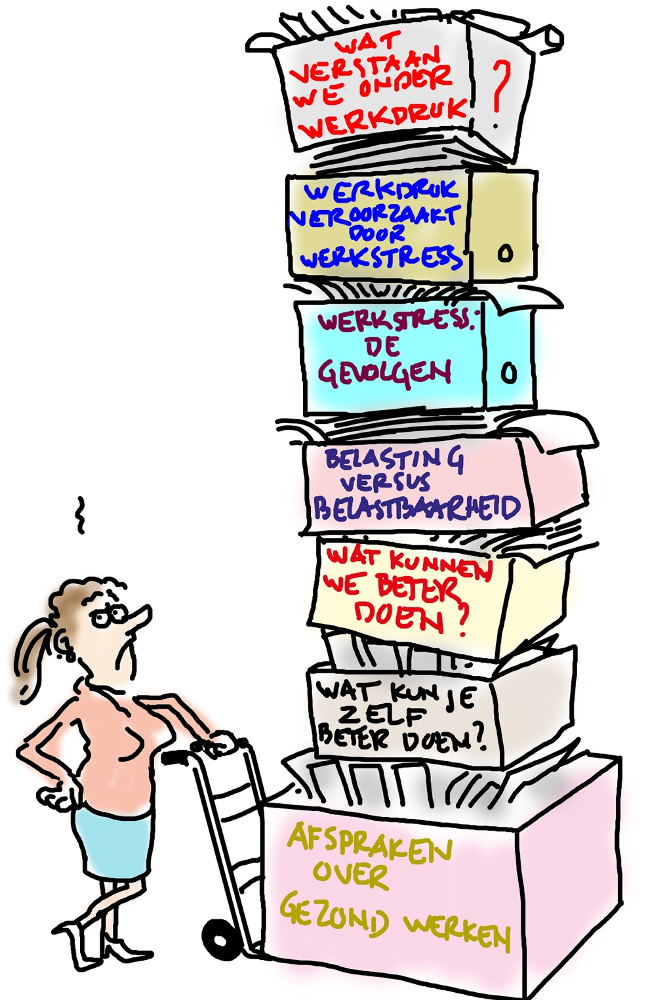 WAT
VERSTAAN
WE ONDER
WERKDRUK ?
WERKDRUK
VEROORZAAKT
DOOR
WERKSTRESS
WERKSTRESS:
DE
GEVOLGEN
BELASTING
VERSUS
BELASTBAARHEID
WAT KUNNEN
WE BETER
DOEN?
WAT KUN JE
ZELF
BETER DOEN?
AFSPRAKEN
OVER
GEZOND WERKEN